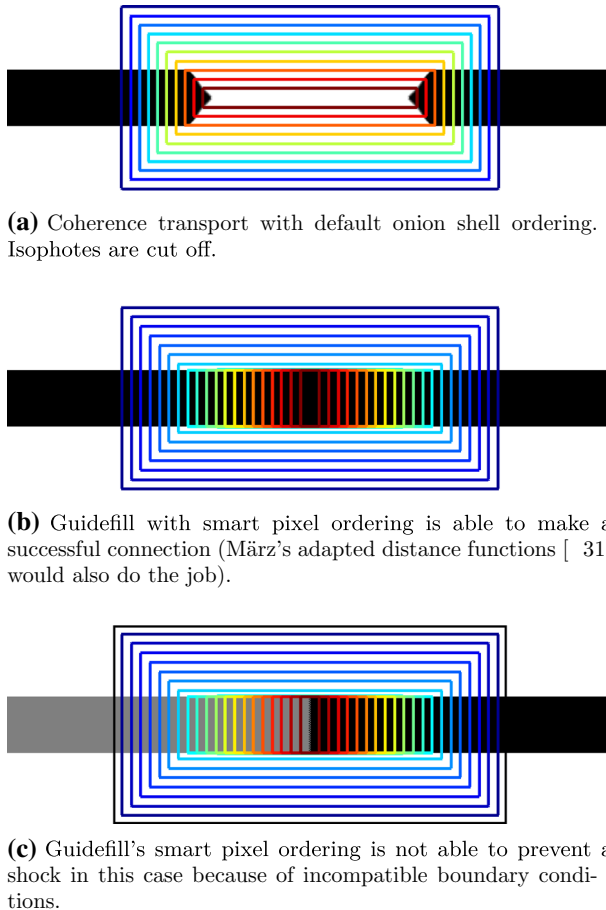 (a) Coherence transport with default onion shell ordering.
Isophotes are cut off.
(b) Guidefill with smart pixel ordering is able to make a
successful connection (März's adapted distance functions [ 31
would also do the job).
(c) Guidefill's smart pixel ordering is not able to prevent a
shock in this case because of incompatible boundary condi-
tions.